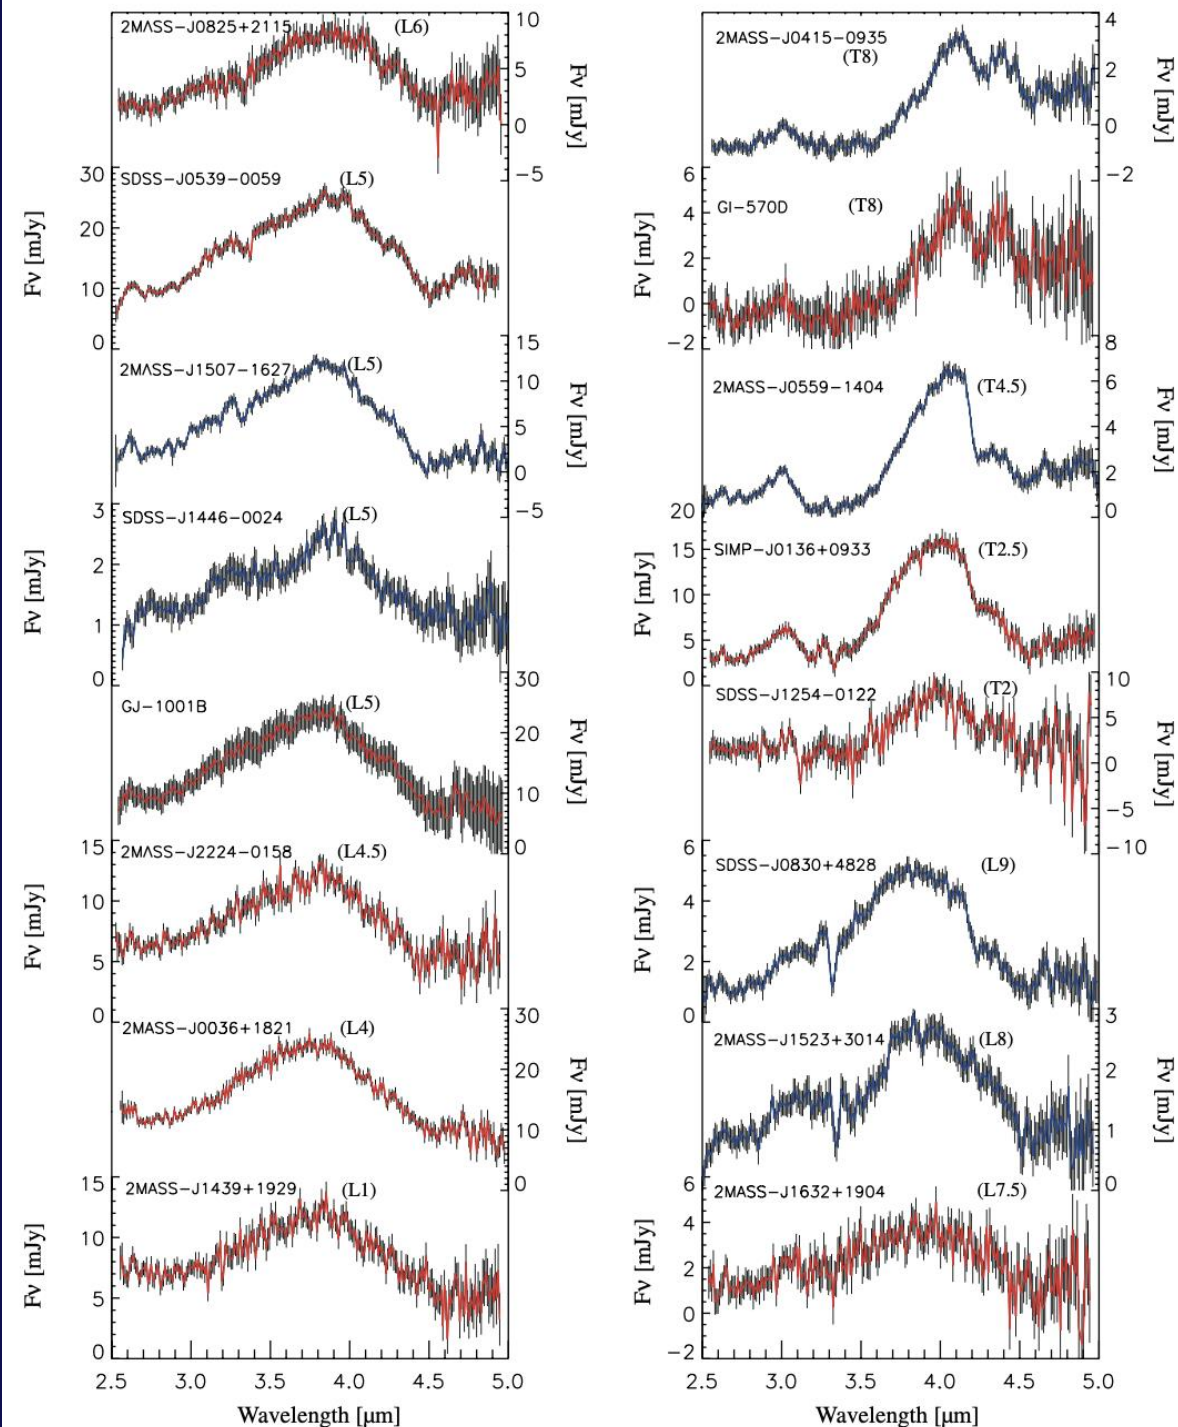 2MASS-J0825+2115 (L6)
10
5
0
-5
Fν [mJy]
SDSS-J0539-0059 (L5)
30
20
10
0
Fν [mJy]
2MASS-J1507-1627 (L5)
15
10
5
0
-5
Fν [mJy]
SDSS-J1446-0024 (L5)
3
2
1
0
Fν [mJy]
GJ-1001B (L5)
30
20
10
0
Fν [mJy]
2MASS-J2224-0158 (L4.5)
15
10
5
0
Fν [mJy]
2MASS-J0036+1821 (L4)
30
20
10
0
Fν [mJy]
2MASS-J1439+1929 (L1)
15
10
5
0
Fν [mJy]
2.5 3.0 3.5 4.0 4.5 5.0
Wavelength [µm]
2MASS-J0415-0935
(T8)
4
2
0
-2
Fν [mJy]
GI-570D (T8)
6
4
2
0
-2
Fν [mJy]
2MASS-J0559-1404 (T4.5)
8
6
4
2
0
Fν [mJy]
SIMP-J0136+0933 (T2.5)
20
15
10
5
0
Fν [mJy]
SDSS-J1254-0122 (T2)
10
5
0
-5
-10
Fν [mJy]
SDSS-J0830+4828 (L9)
6
4
2
0
Fν [mJy]
2MASS-J1523+3014 (L8)
3
2
1
0
Fν [mJy]
2MASS-J1632+1904 (L7.5)
6
4
2
0
-2
Fν [mJy]
2.5 3.0 3.5 4.0 4.5 5.0
Wavelength [µm]